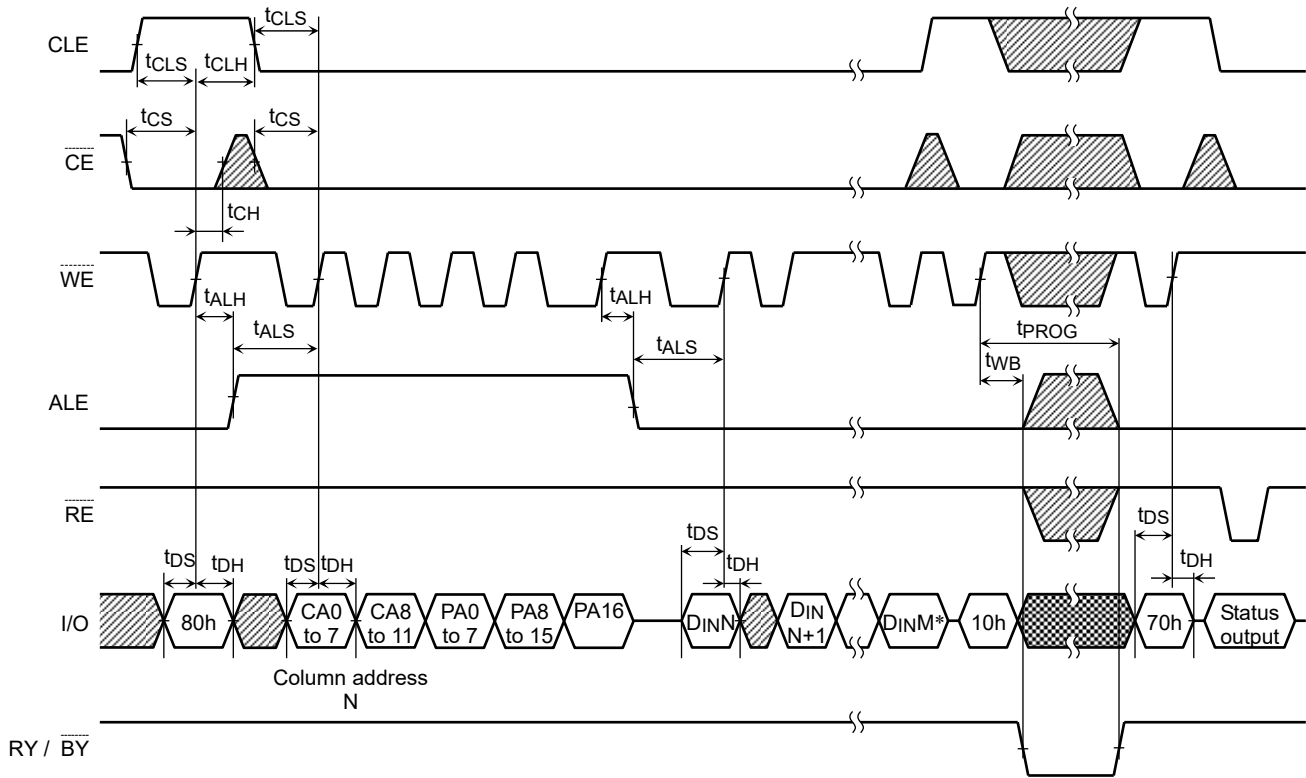 tCLS
CLE
tCLS tCLH
tCS tCS
CE
tCH
WE
tALH tALH
tALS tALS tPROG
tWB
ALE
RE
tDS tDH tDS tDH tDS tDH tDS tDH
I/O
80h
CA0
to 7
CA8
to 11
PA0
to 7
PA8
to 15
PA16
DINN
DIN
N+1
DINM*
10h
70h
Status
output
Column address
N
RY / BY